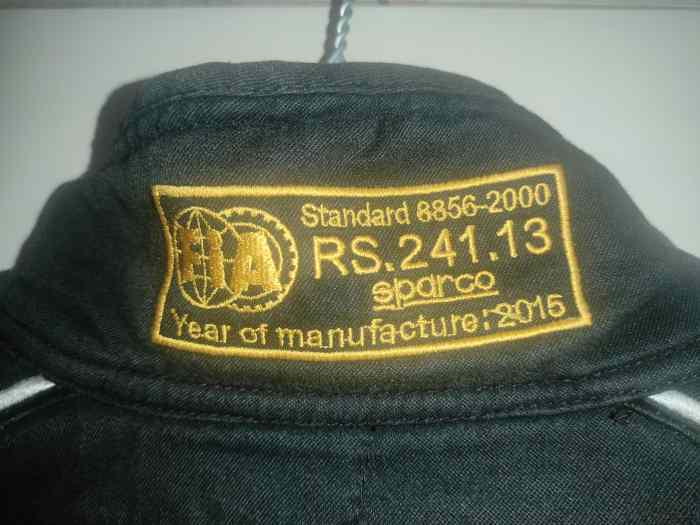 FIA
Standard 8856-2000
RS.241.13
sparco
Year of manufacture: 2015